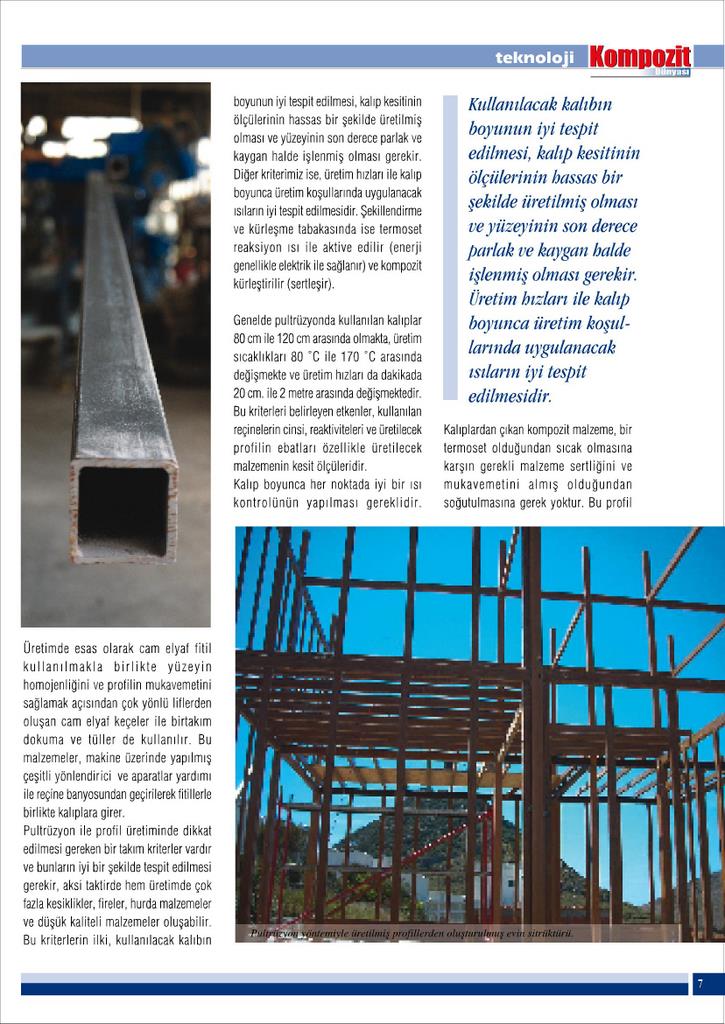 teknoloji Kompozit
Dünyası
Üretimde esas olarak cam elyaf fitil
kullanılmakla birlikte yüzeyin
homojenliğini ve profilin mukavemetini
sağlamak açısından çok yönlü liflerden
oluşan cam elyaf keçeler ile birtakım
dokuma ve tüller de kullanılır. Bu
malzemeler, makine üzerinde yapılmış
çeşitli yönlendirici ve aparatlar yardımı
ile reçine banyosundan geçirilerek fitillerle
birlikte kalıplara girer.
Pultrüzyon ile profil üretiminde dikkat
edilmesi gereken bir takım kriterler vardır
ve bunların iyi bir şekilde tespit edilmesi
gerekir, aksi taktirde hem üretimde çok
fazla kesiklikler, fireler, hurda malzemeler
ve düşük kaliteli malzemeler oluşabilir.
Bu kriterlerin ilki, kullanılacak kalıbın
boyunun iyi tespit edilmesi, kalıp kesitinin
ölçülerinin hassas bir şekilde üretilmiş
olması ve yüzeyinin son derece parlak ve
kaygan halde işlenmiş olması gerekir.
Diğer kriterimiz ise, üretim hızları ile kalıp
boyunca üretim koşullarında uygulanacak
ısıların iyi tespit edilmesidir. Şekillendirme
ve kürleşme tabakasında ise termoset
reaksiyon ısı ile aktive edilir (enerji
genellikle elektrik ile sağlanır) ve kompozit
kürleştirilir (sertleşir).
Genelde pultrüzyonda kullanılan kalıplar
80 cm ile 120 cm arasında olmakta, üretim
sıcaklıkları 80 °C ile 170 °C arasında
değişmekte ve üretim hızları da dakikada
20 cm. ile 2 metre arasında değişmektedir.
Bu kriterleri belirleyen etkenler, kullanılan
reçinelerin cinsi, reaktiviteleri ve üretilecek
profilin ebatları özellikle üretilecek
malzemenin kesit ölçüleridir.
Kalıp boyunca her noktada iyi bir ısı
kontrolünün yapılması gereklidir.
Kullanılacak kalıbın
boyunun iyi tespit
edilmesi, kalıp kesitinin
ölçülerinin hassas bir
şekilde üretilmiş olması
ve yüzeyinin son derece
parlak ve kaygan halde
işlenmiş olması gerekir.
Üretim hızları ile kalıp
boyunca üretim koşul-
larında uygulanacak
ısıların iyi tespit
edilmesidir.
Kalıplardan çıkan kompozit malzeme, bir
termoset olduğundan sıcak olmasına
karşın gerekli malzeme sertliğini ve
mukavemetini almış olduğundan
soğutulmasına gerek yoktur. Bu profil
Pultrüzyon yöntemiyle üretilmiş profillerden oluşturulmuş evin sitrüktürü.
7